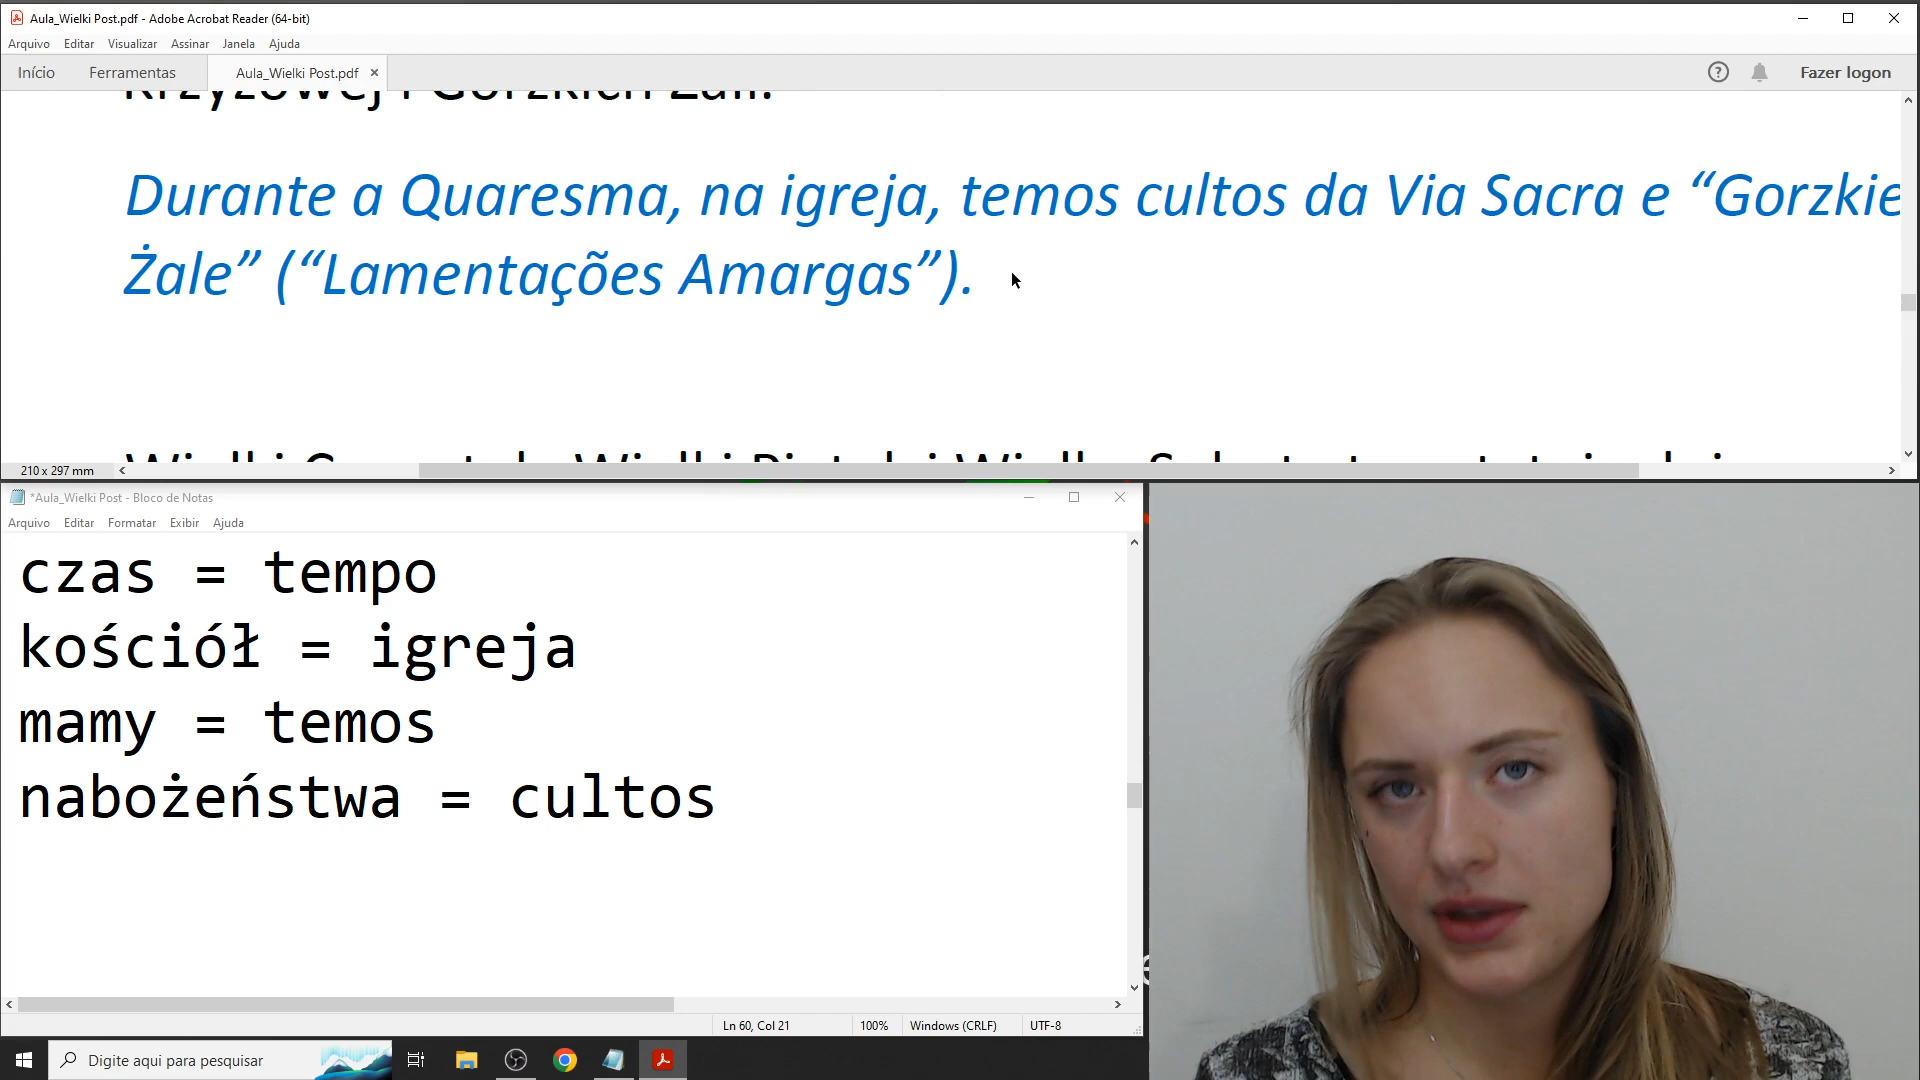 Aula_Wielki Post.pdf - Adobe Acrobat Reader (64-bit)
Arquivo Editar Visualizar Assinar Janela Ajuda
Início Ferramentas Aula_Wielki Post.pdf Fazer logon
Krzyżowej i Gorzkich Żali.
Durante a Quaresma, na igreja, temos cultos da Via Sacra e “Gorzkie
Żale” (“Lamentações Amargas”).
210 x 297 mm
*Aula_Wielki Post - Bloco de Notas
Arquivo Editar Formatar Exibir Ajuda
czas = tempo
kościół = igreja
mamy = temos
nabożeństwa = cultos
Ln 60, Col 21 100% Windows (CRLF) UTF-8
Digite aqui para pesquisar